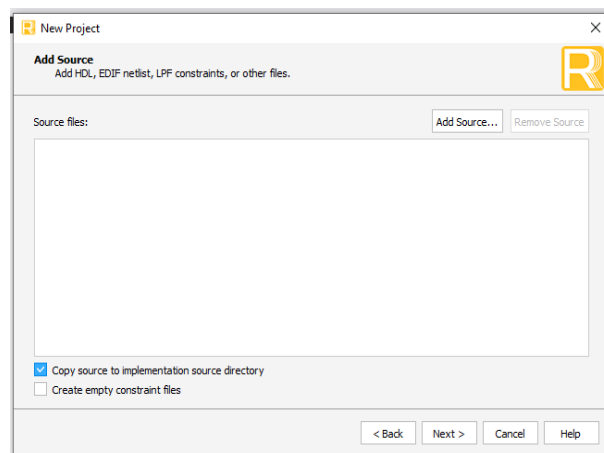 New Project
Add Source
Add HDL, EDIF netlist, LPF constraints, or other files.
Source files:
Add Source...
Remove Source
Copy source to implementation source directory
Create empty constraint files
< Back
Next >
Cancel
Help